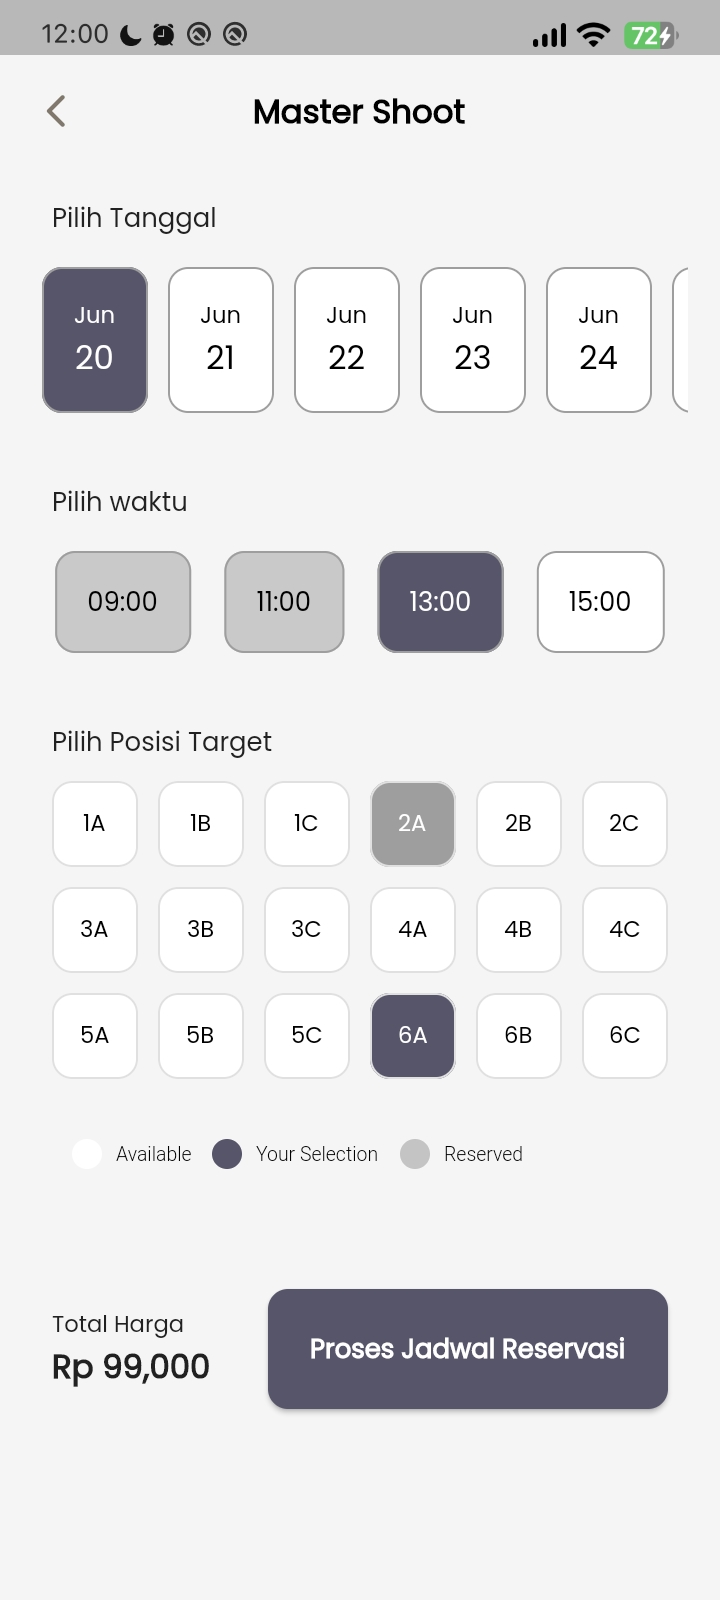 12:00 72
Master Shoot
Pilih Tanggal
Jun Jun Jun Jun Jun
20 21 22 23 24
Pilih waktu
09:00 11:00 13:00 15:00
Pilih Posisi Target
1A 1B 1C 2A 2B 2C
3A 3B 3C 4A 4B 4C
5A 5B 5C 6A 6B 6C
Available Your Selection Reserved
Total Harga
Rp 99,000
Proses Jadwal Reservasi